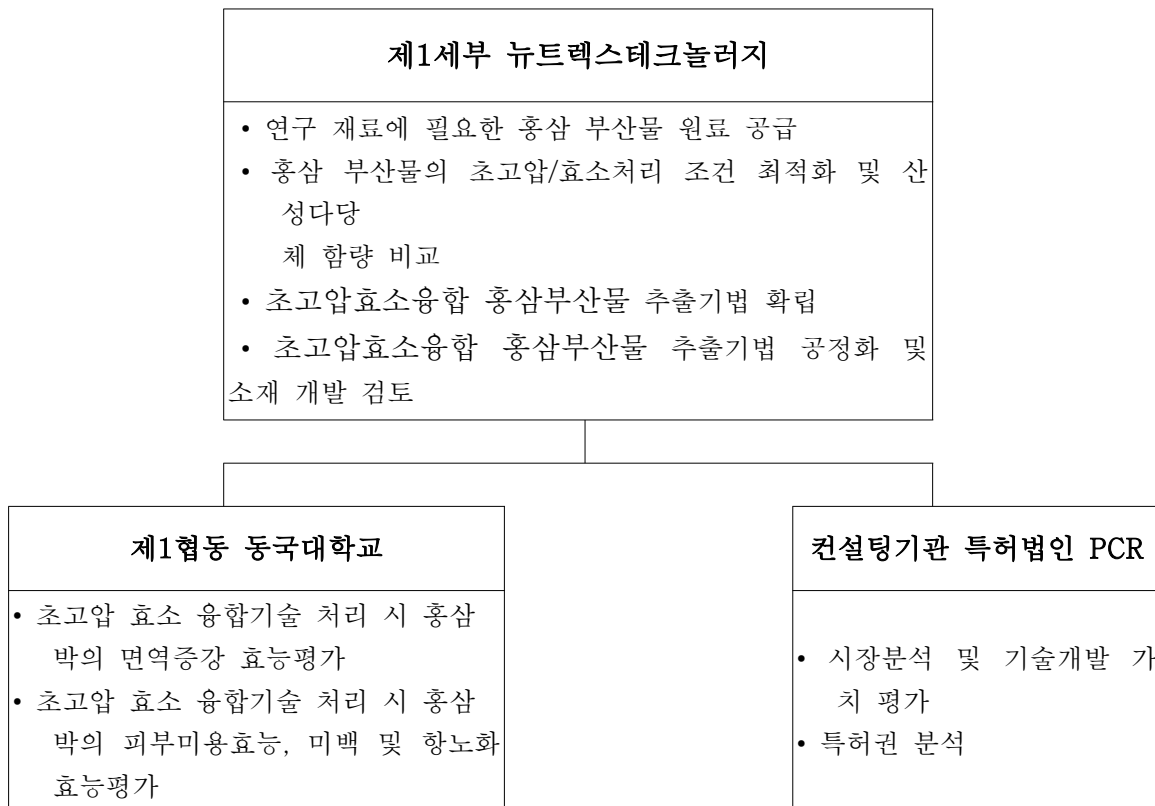 제1세부 뉴트렉스테크놀러지
• 연구 재료에 필요한 홍삼 부산물 원료 공급
• 홍삼 부산물의 초고압/효소처리 조건 최적화 및 산
성다당
체 함량 비교
• 초고압효소융합 홍삼부산물 추출기법 확립
• 초고압효소융합 홍삼부산물 추출기법 공정화 및
소재 개발 검토
제1협동 동국대학교
• 초고압 효소 융합기술 처리 시 홍삼
박의 면역증강 효능평가
• 초고압 효소 융합기술 처리 시 홍삼
박의 피부미용효능, 미백 및 항노화
효능평가
컨설팅기관 특허법인 PCR
• 시장분석 및 기술개발 가
치 평가
• 특허권 분석